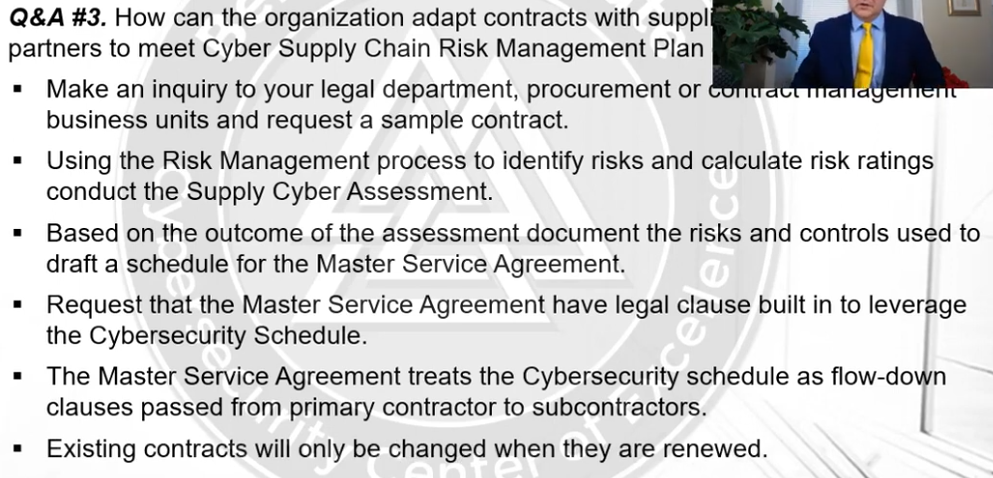 Q&A #3. How can the organization adapt contracts with
partners to meet Cyber Supply Chain Risk Management Plan
▪ Make an inquiry to your legal department, procurement or contract management
business units and request a sample contract.
▪ Using the Risk Management process to identify risks and calculate risk ratings
conduct the Supply Cyber Assessment.
▪ Based on the outcome of the assessment document the risks and controls used to
draft a schedule for the Master Service Agreement.
▪ Request that the Master Service Agreement have legal clause built in to leverage
the Cybersecurity Schedule.
▪ The Master Service Agreement treats the Cybersecurity schedule as flow-down
clauses passed from primary contractor to subcontractors.
▪ Existing contracts will only be changed when they are renewed.
Cyber Security Center of Excellence